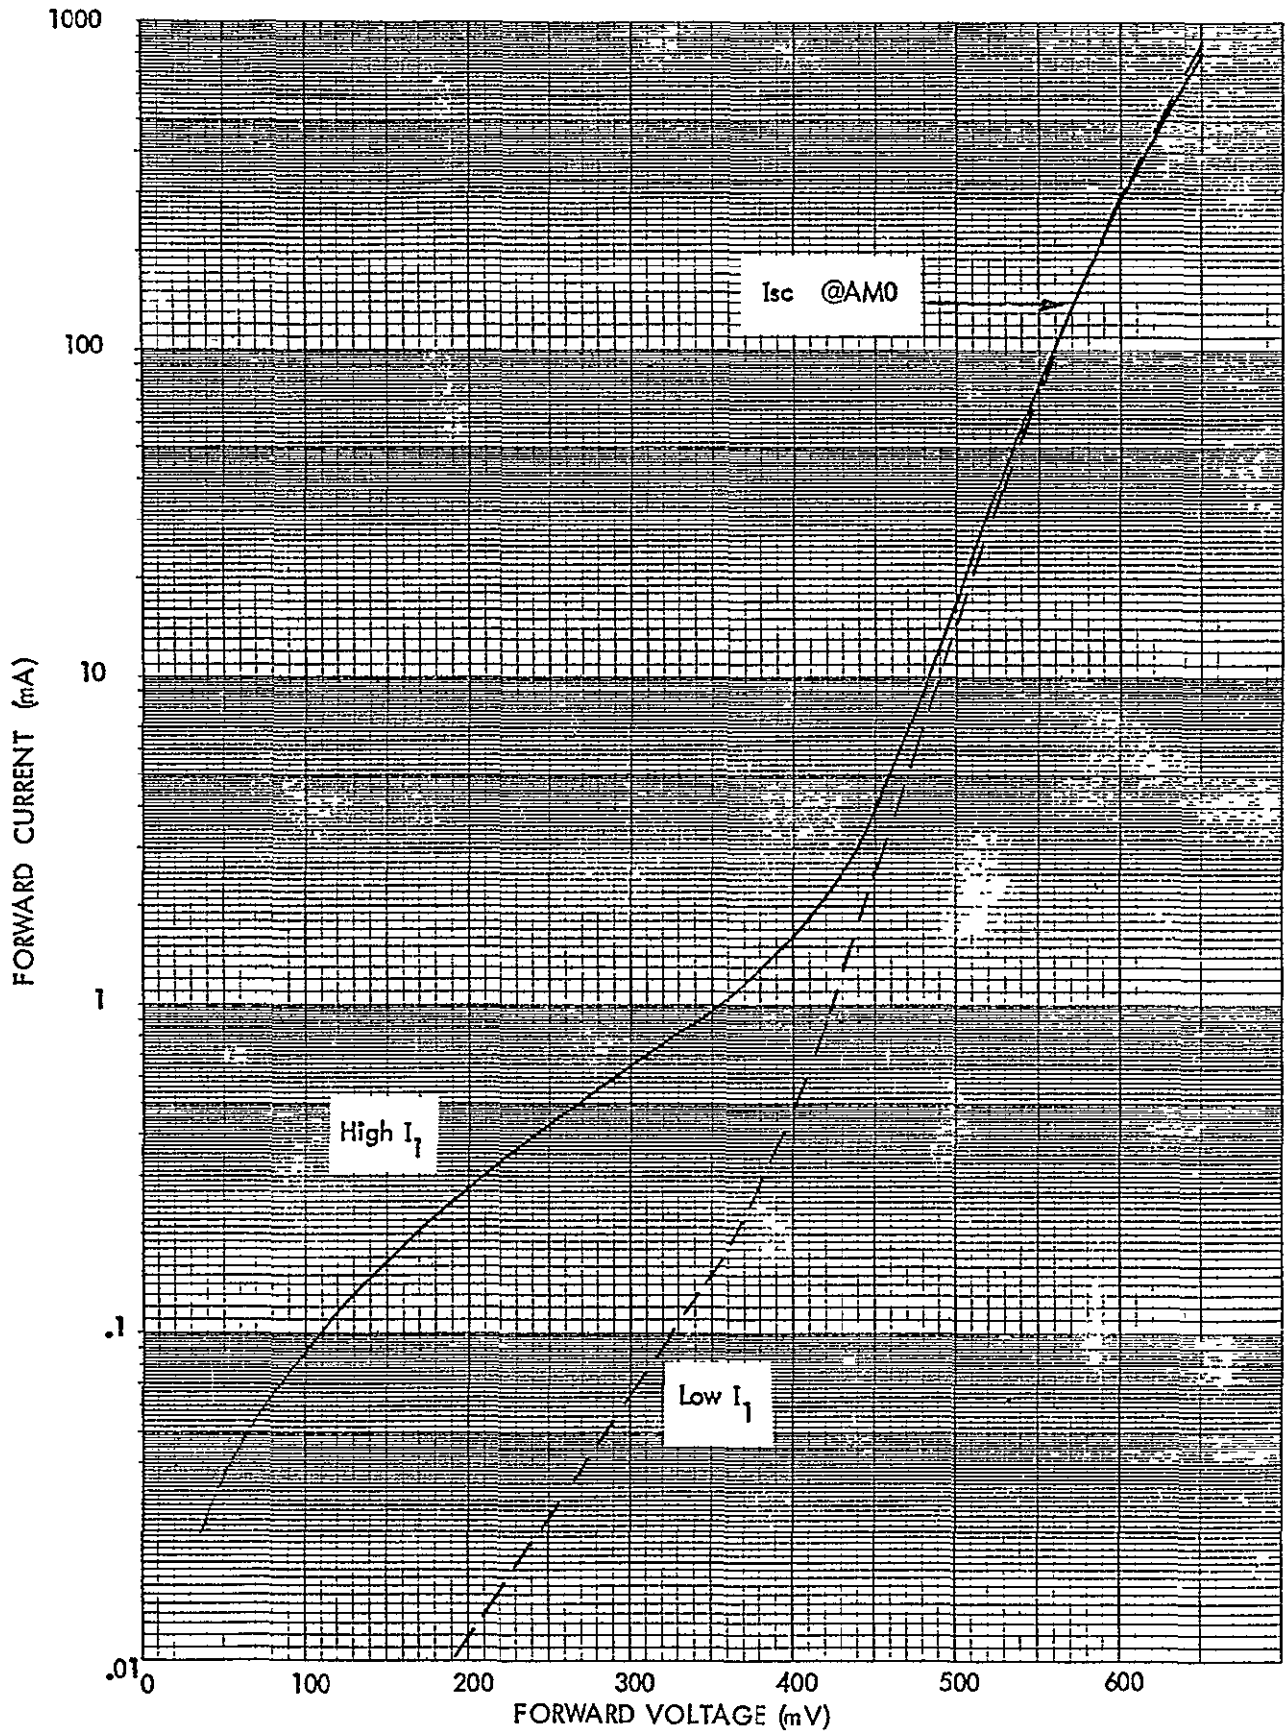 1000
Isc @AM0
100
FORWARD CURRENT (mA)
10
1
High I₁
.1
Low I₁
.01
0 100 200 300 400 500 600
FORWARD VOLTAGE (mV)